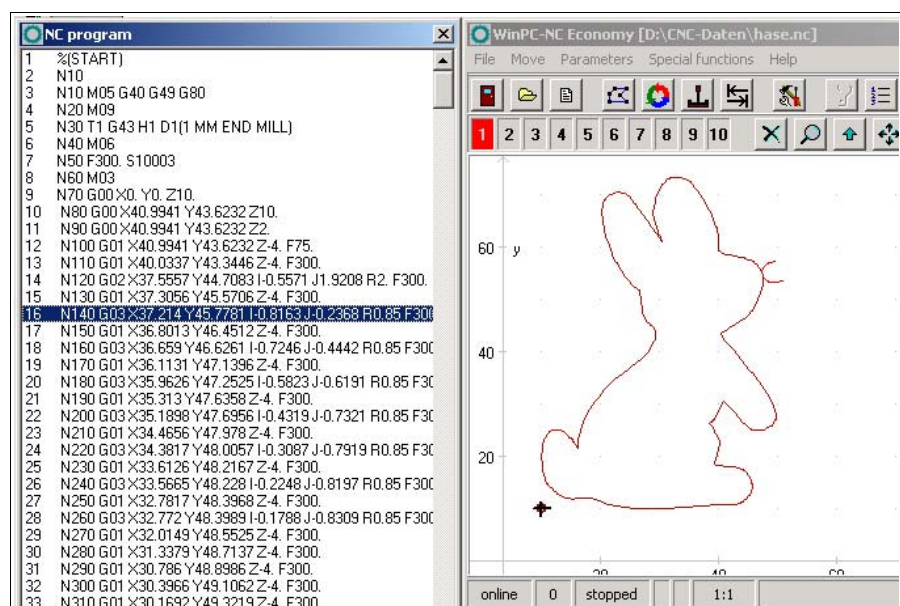 NC program
1 %(START)
2 N10
3 N10 M05 G40 G49 G80
4 N20 M09
5 N30 T1 G43 H1 D1(1 MM END MILL)
6 N40 M06
7 N50 F300. S10003
8 N60 M03
9 N70 G00 X0. Y0. Z10.
10 N80 G00 X40.9941 Y43.6232 Z10.
11 N90 G00 X40.9941 Y43.6232 Z2.
12 N100 G01 X40.9941 Y43.6232 Z-4. F75.
13 N110 G01 X40.0337 Y43.3446 Z-4. F300.
14 N120 G02 X37.5557 Y44.7083 I-0.5571 J1.9208 R2. F300.
15 N130 G01 X37.3056 Y45.5706 Z-4. F300.
16 N140 G03 X37.214 Y45.7781 I-0.8163 J-0.2368 R0.85 F300
17 N150 G01 X36.8013 Y46.4512 Z-4. F300.
18 N160 G03 X36.659 Y46.6261 I-0.7246 J-0.4442 R0.85 F300
19 N170 G01 X36.1131 Y47.1396 Z-4. F300.
20 N180 G03 X35.9626 Y47.2525 I-0.5823 J-0.6191 R0.85 F30
21 N190 G01 X35.313 Y47.6358 Z-4. F300.
22 N200 G03 X35.1898 Y47.6956 I-0.4319 J-0.7321 R0.85 F30
23 N210 G01 X34.4656 Y47.978 Z-4. F300.
24 N220 G03 X34.3817 Y48.0057 I-0.3087 J-0.7919 R0.85 F30
25 N230 G01 X33.6126 Y48.2167 Z-4. F300.
26 N240 G03 X33.5665 Y48.228 I-0.2248 J-0.8197 R0.85 F300
27 N250 G01 X32.7817 Y48.3968 Z-4. F300.
28 N260 G03 X32.772 Y48.3989 I-0.1788 J-0.8309 R0.85 F300
29 N270 G01 X32.0149 Y48.5525 Z-4. F300.
30 N280 G01 X31.3379 Y48.7137 Z-4. F300.
31 N290 G01 X30.786 Y48.8986 Z-4. F300.
32 N300 G01 X30.3966 Y49.1062 Z-4. F300.
33 N310 G01 X30.1692 Y49.3219 Z-4. F300.
WinPC-NC Economy [D:\CNC-Daten\hase.nc]
File Move Parameters Special functions Help
1 2 3 4 5 6 7 8 9 10
60 y
40
20
20 40 60
online 0 stopped 1:1